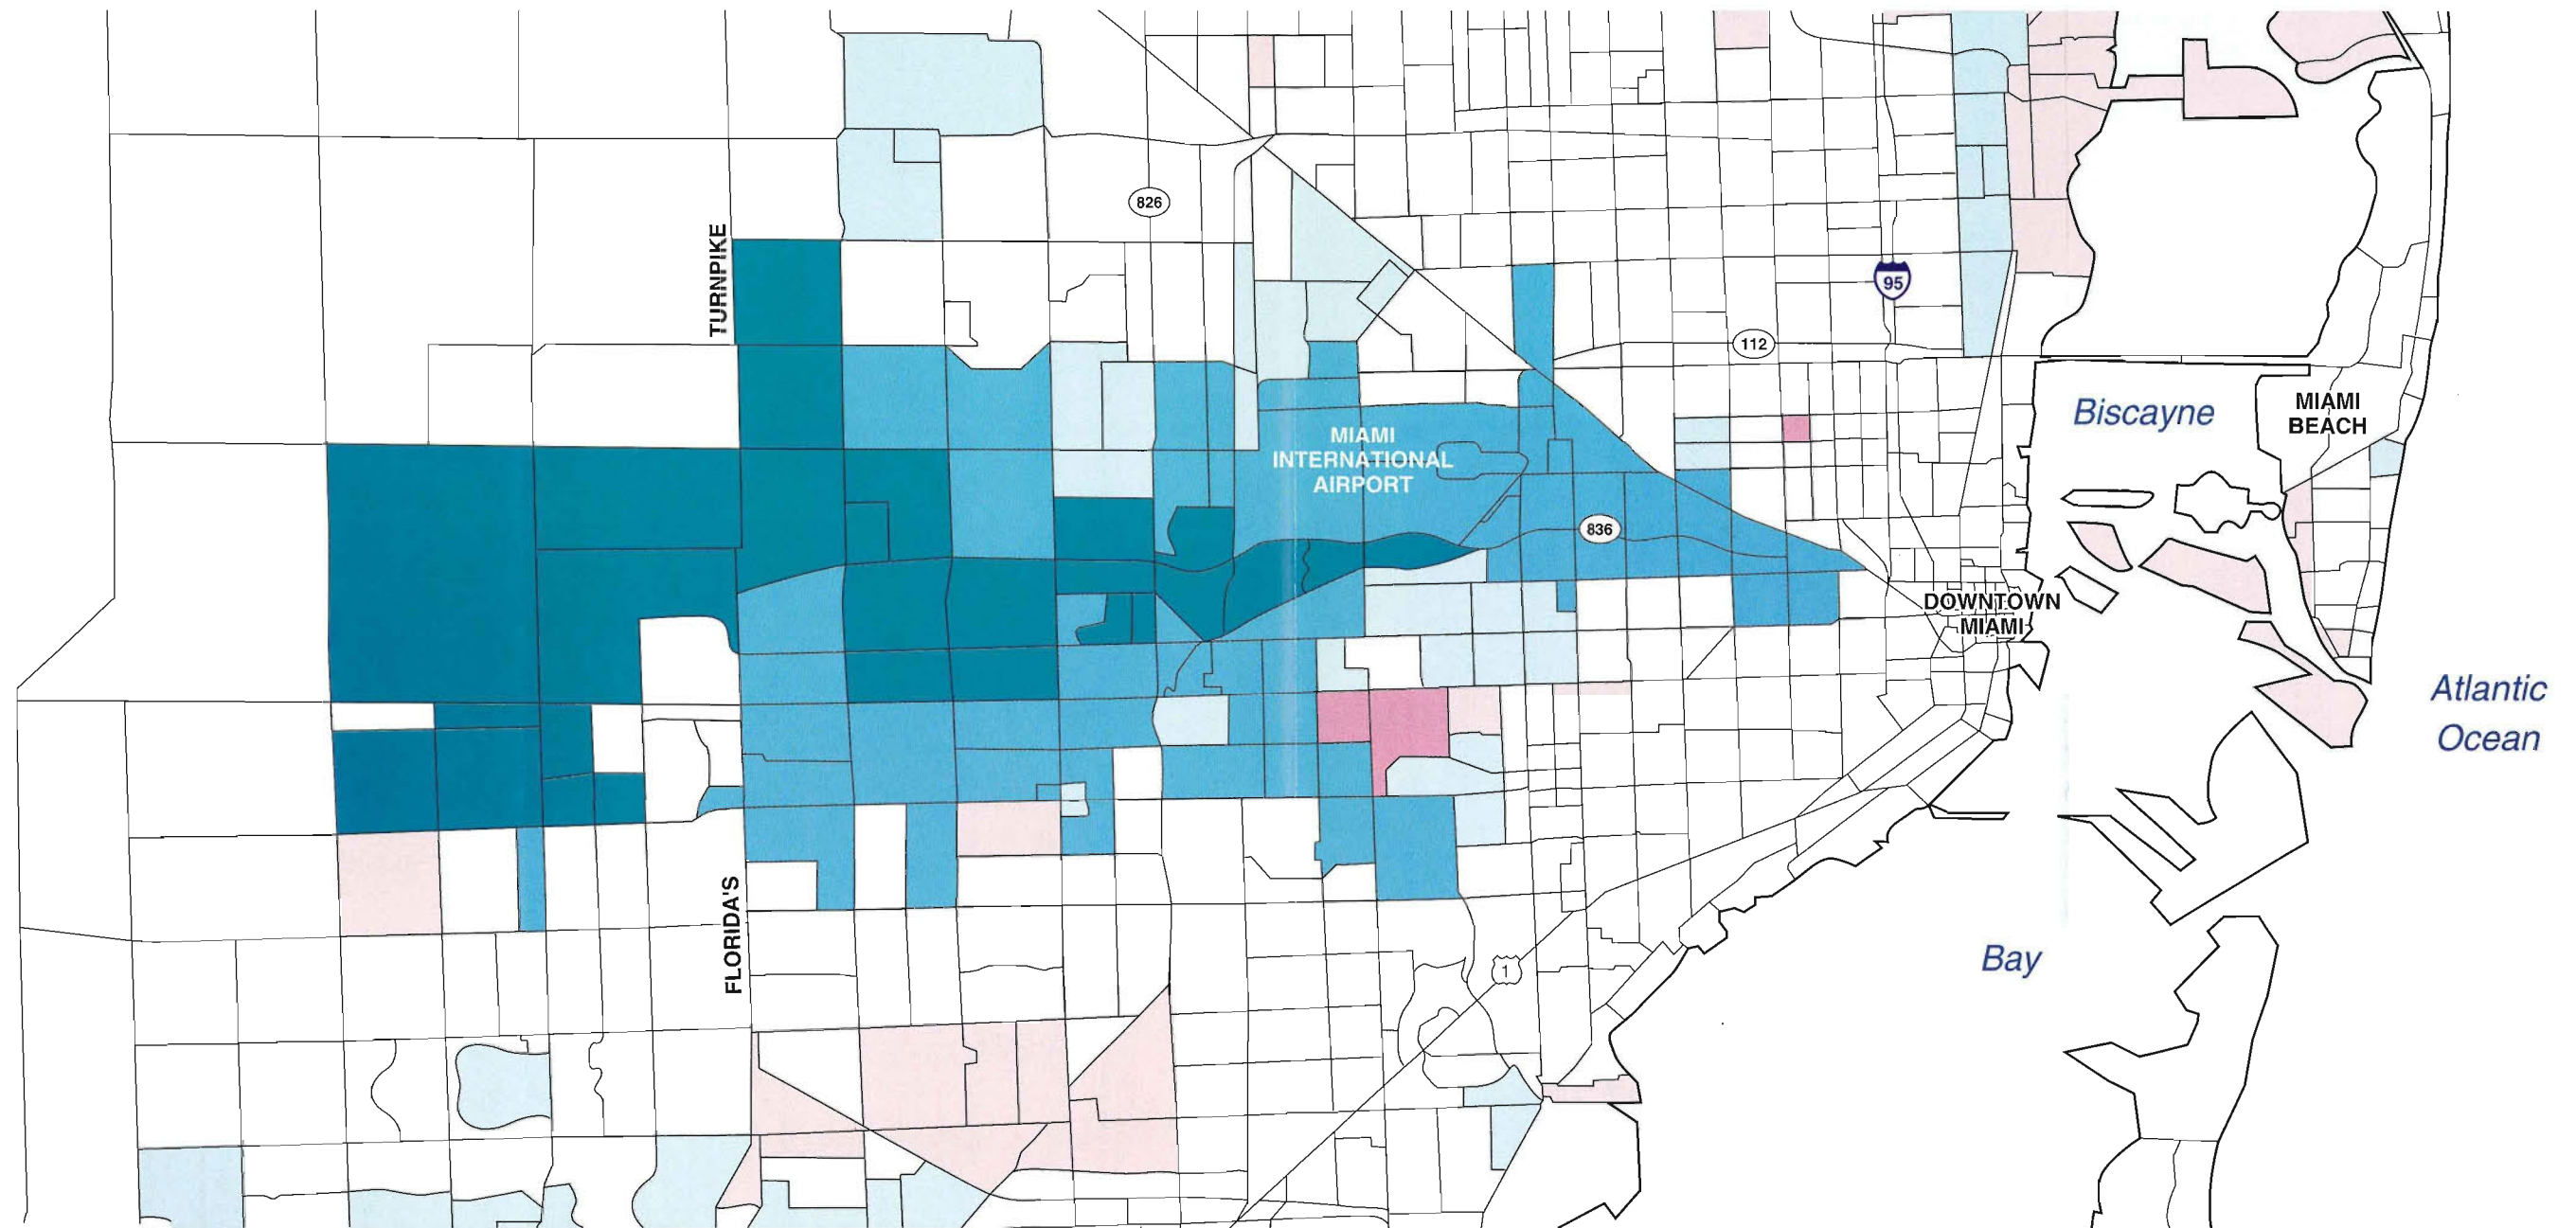 826
TURNPIKE
95
112
Biscayne
MIAMI
BEACH
MIAMI
INTERNATIONAL
AIRPORT
836
DOWNTOWN
MIAMI
Atlantic
Ocean
FLORIDA'S
Bay
1